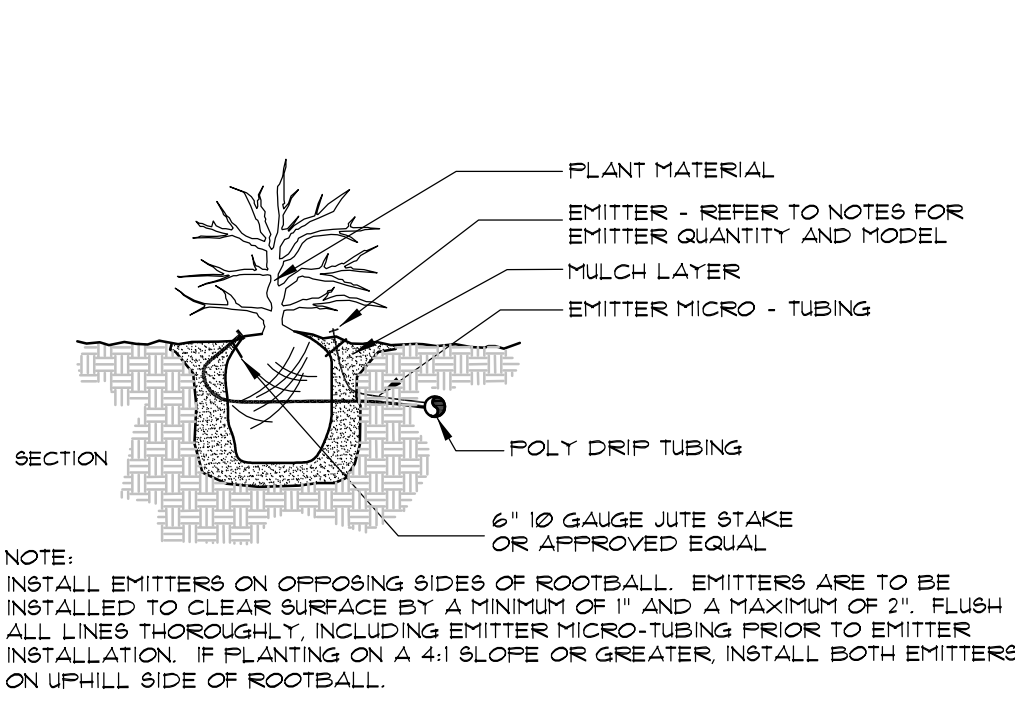 PLANT MATERIAL
EMITTER - REFER TO NOTES FOR
EMITTER QUANTITY AND MODEL
MULCH LAYER
EMITTER MICRO - TUBING
POLY DRIP TUBING
SECTION
6" 10 GAUGE JUTE STAKE
OR APPROVED EQUAL
NOTE:
INSTALL EMITTERS ON OPPOSING SIDES OF ROOTBALL. EMITTERS ARE TO BE
INSTALLED TO CLEAR SURFACE BY A MINIMUM OF 1" AND A MAXIMUM OF 2". FLUSH
ALL LINES THOROUGHLY, INCLUDING EMITTER MICRO-TUBING PRIOR TO EMITTER
INSTALLATION. IF PLANTING ON A 4:1 SLOPE OR GREATER, INSTALL BOTH EMITTERS
ON UPHILL SIDE OF ROOTBALL.